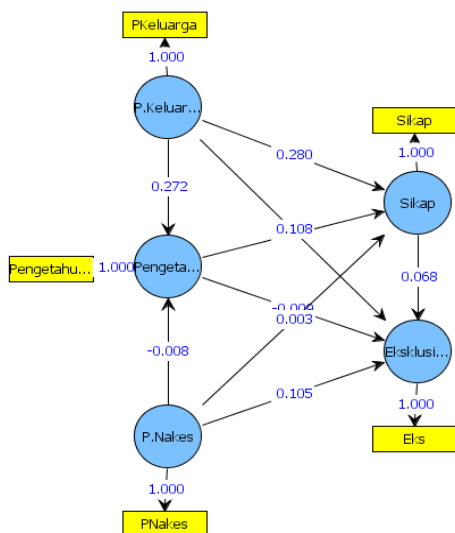 PKeluarga
1.000
P.Keluar...
Sikap
1.000
0.280
0.272
Sikap
0.108
Pengetahu...
1.000
Pengeta...
0.068
-0.009
0.003
-0.008
Eksklusi...
0.105
1.000
P.Nakes
Eks
1.000
PNakes